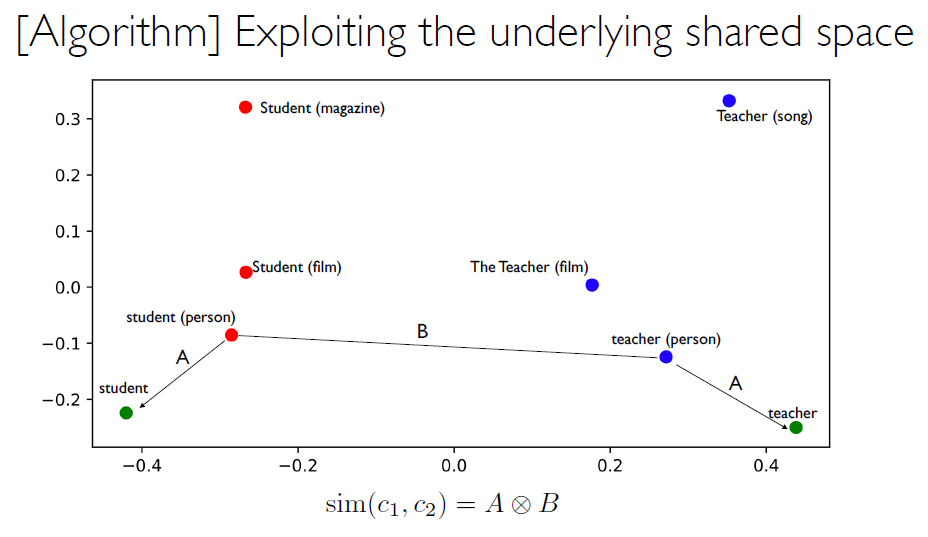 [Algorithm] Exploiting the underlying shared space
0.3
0.2
0.1
0.0
−0.1
−0.2
Student (magazine)
Teacher (song)
Student (film)
The Teacher (film)
student (person)
B
teacher (person)
A
A
student
teacher
−0.4
−0.2
0.0
0.2
0.4
sim(c₁, c₂) = A ⊗ B